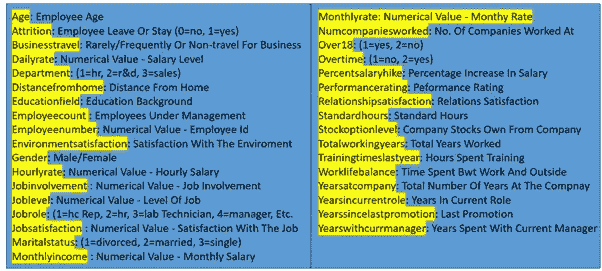 Age: Employee Age
Attrition: Employee Leave Or Stay (0=no, 1=yes)
Businesstravel: Rarely/Frequently Or Non-travel For Business
Dailyrate: Numerical Value - Salary Level
Department: (1=hr, 2=r&d, 3=sales)
Distancefromhome: Distance From Home
Educationfield: Education Background
Employeecount : Employees Under Management
Employeenumber: Numerical Value - Employee Id
Environmentsatisfaction: Satisfaction With The Enviroment
Gender: Male/Female
Hourlyrate: Numerical Value - Hourly Salary
Jobinvolvement : Numerical Value - Job Involvement
Joblevel: Numerical Value - Level Of Job
Jobrole: (1=hc Rep, 2=hr, 3=lab Technician, 4=manager, Etc.
Jobsatisfaction : Numerical Value - Satisfaction With The Job
Maritalstatus: (1=divorced, 2=married, 3=single)
Monthlyincome : Numerical Value - Monthly Salary
Monthlyrate: Numerical Value - Monthy Rate
Numcompaniesworked: No. Of Companies Worked At
Over18: (1=yes, 2=no)
Overtime: (1=no, 2=yes)
Percentsalaryhike: Percentage Increase In Salary
Performancerating: Peformance Rating
Relationshipsatisfaction: Relations Satisfaction
Standardhours: Standard Hours
Stockoptionlevel: Company Stocks Own From Company
Totalworkingyears: Total Years Worked
Trainingtimeslastyear: Hours Spent Training
Worklifebalance: Time Spent Bwt Work And Outside
Yearsatcompany: Total Number Of Years At The Compnay
Yearsincurrentrole: Years In Current Role
Yearssincelastpromotion: Last Promotion
Yearswithcurrmanager: Years Spent With Current Manager